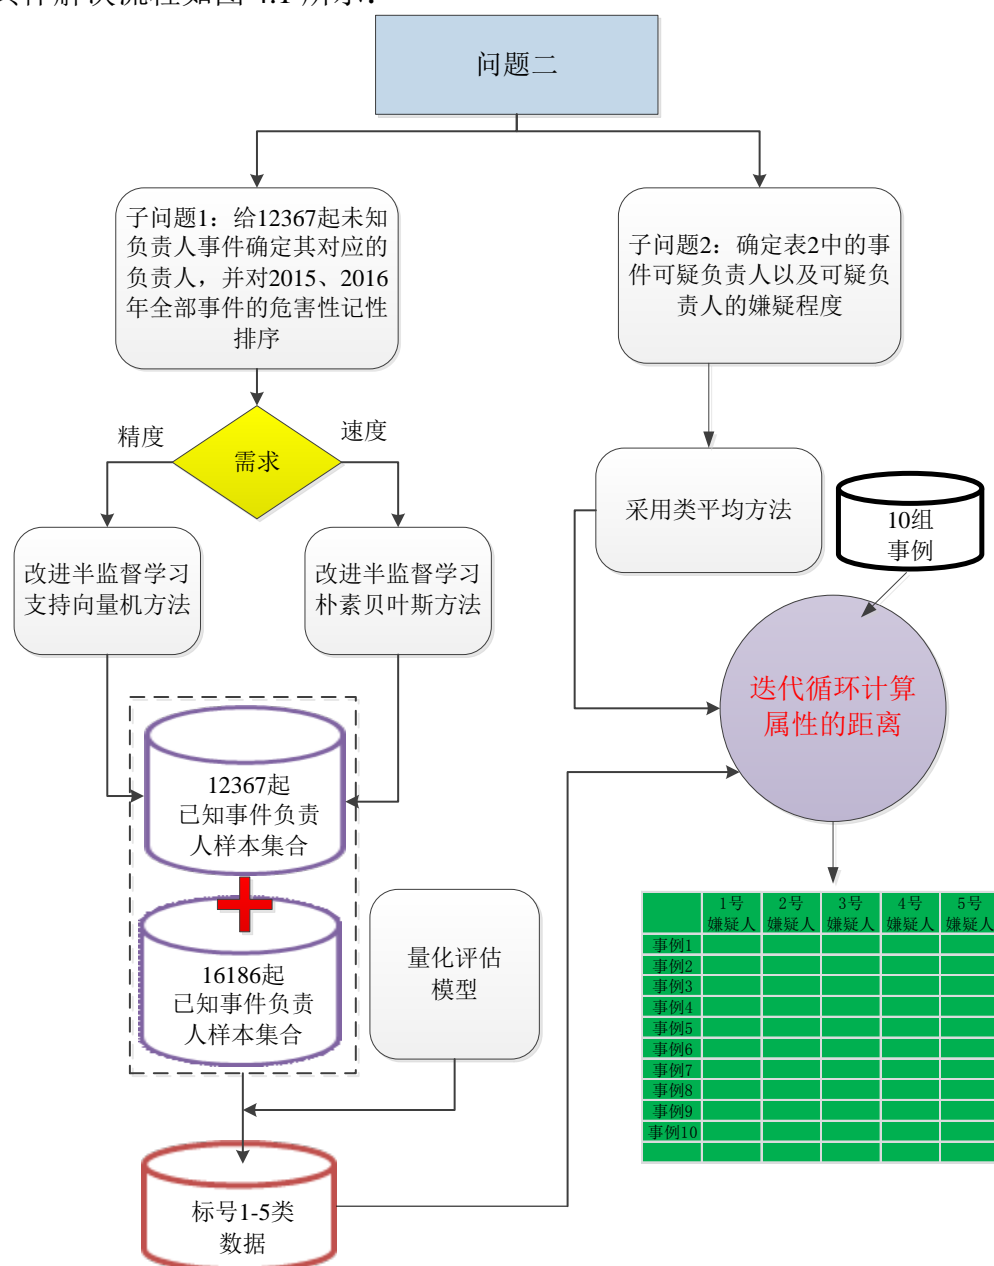 具体解决流程如图 4.1 所示:
问题二
子问题1：给12367起未知
负责人事件确定其对应的
负责人，并对2015、2016
年全部事件的危害性记性
排序
子问题2：确定表2中的事
件可疑负责人以及可疑负
责人的嫌疑程度
精度
速度
需求
采用类平均方法
10组
事例
改进半监督学习
支持向量机方法
改进半监督学习
朴素贝叶斯方法
迭代循环计算
属性的距离
12367起
已知事件负责
人样本集合
16186起
已知事件负责
人样本集合
量化评估
模型
标号1-5类
数据
1号
嫌疑人
2号
嫌疑人
3号
嫌疑人
4号
嫌疑人
5号
嫌疑人
事例1
事例2
事例3
事例4
事例5
事例6
事例7
事例8
事例9
事例10